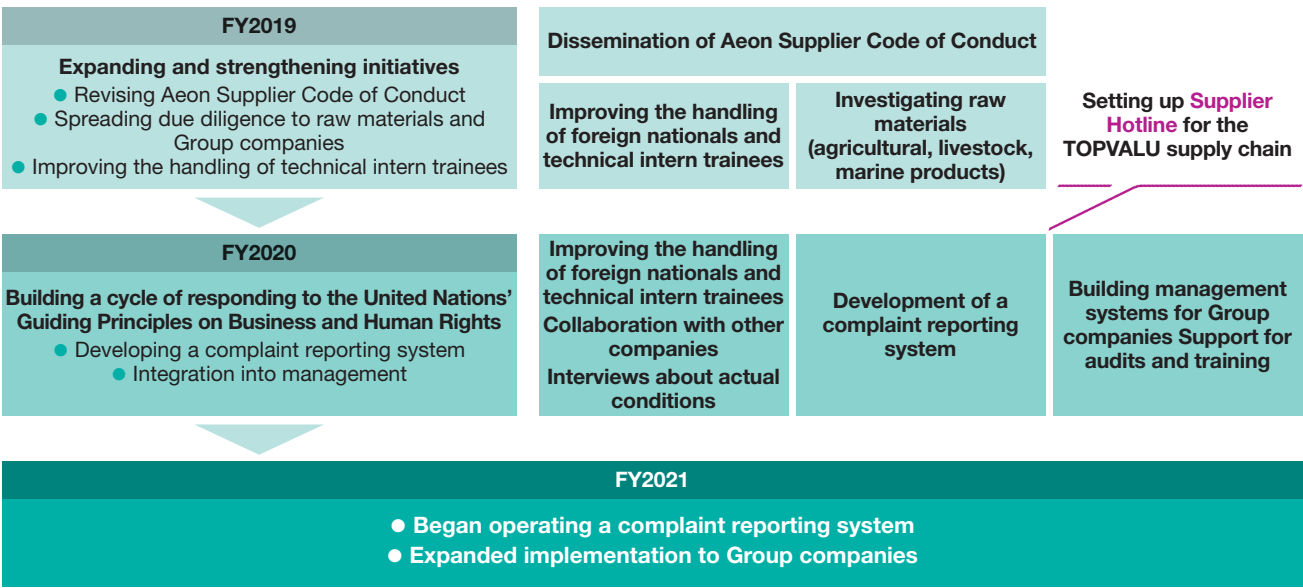 FY2019
Expanding and strengthening initiatives
● Revising Aeon Supplier Code of Conduct
● Spreading due diligence to raw materials and
Group companies
● Improving the handling of technical intern trainees
Dissemination of Aeon Supplier Code of Conduct
Improving the handling
of foreign nationals and
technical intern trainees
Investigating raw
materials
(agricultural, livestock,
marine products)
Setting up Supplier
Hotline for the
TOPVALU supply chain
FY2020
Building a cycle of responding to the United Nations’
Guiding Principles on Business and Human Rights
● Developing a complaint reporting system
● Integration into management
Improving the handling
of foreign nationals and
technical intern trainees
Collaboration with other
companies
Interviews about actual
conditions
Development of a
complaint reporting
system
Building management
systems for Group
companies Support for
audits and training
FY2021
● Began operating a complaint reporting system
● Expanded implementation to Group companies